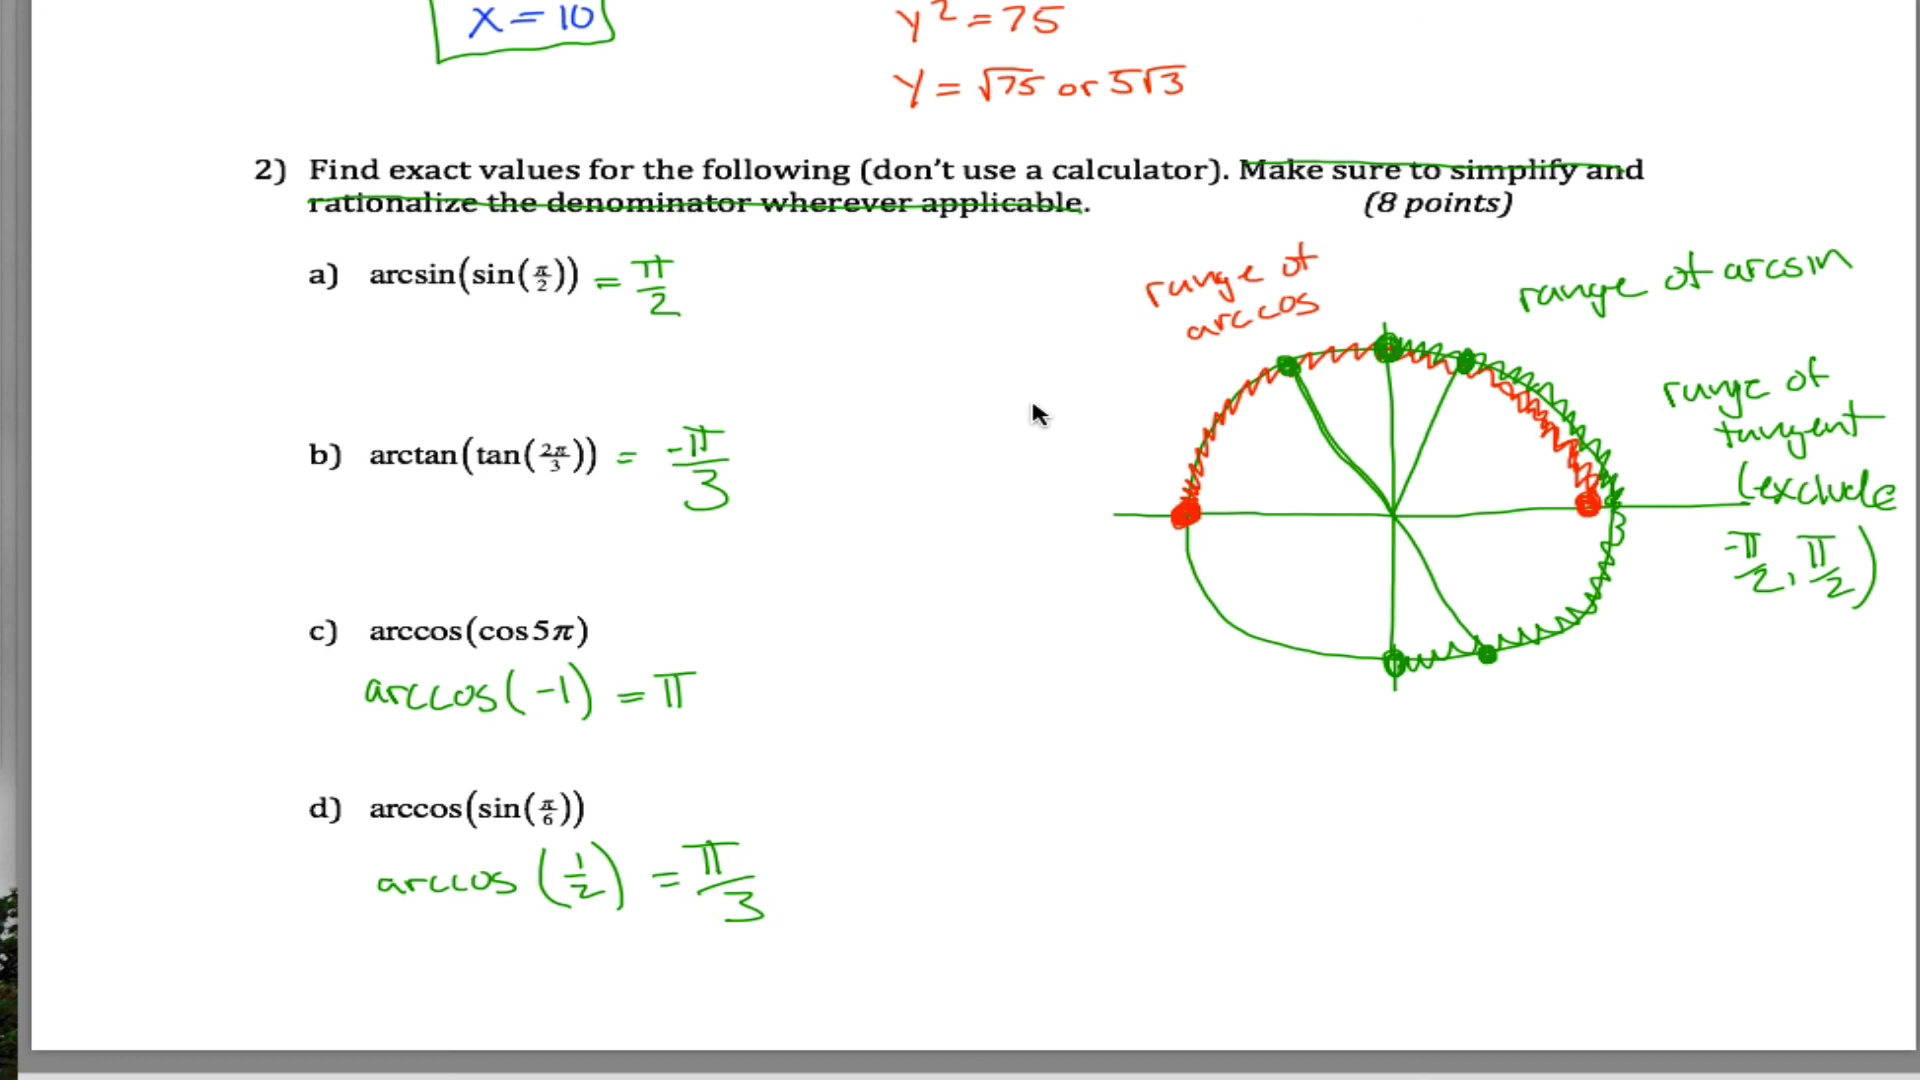 x = 10
y² = 75
y = √75 or 5√3
2) Find exact values for the following (don't use a calculator). Make sure to simplify and
rationalize the denominator wherever applicable. (8 points)
a) arcsin(sin(π/2)) = π/2
b) arctan(tan(2π/3)) = -π/3
c) arccos(cos5π)
arccos(-1) = π
d) arccos(sin(π/6))
arccos(1/2) = π/3
range of
arccos
range of arcsin
range of
tangent
(exclude
-π/2, π/2)